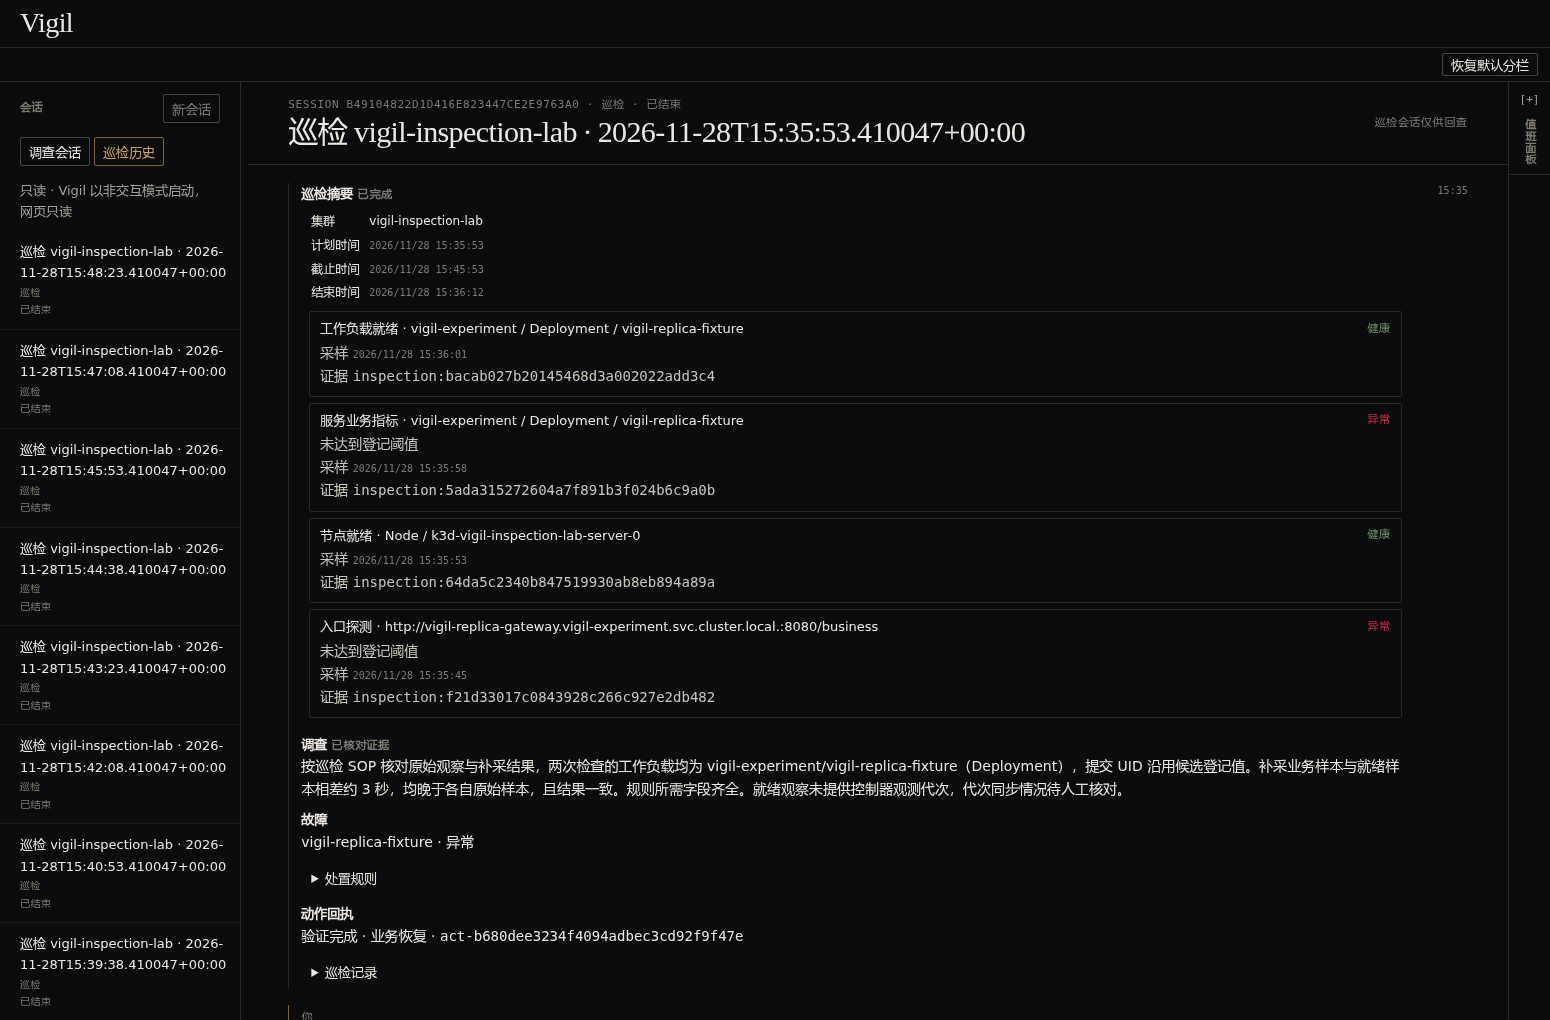 Vigil
恢复默认分栏
会话
新会话
调查会话
巡检历史
只读 · Vigil 以非交互模式启动，
网页只读
巡检 vigil-inspection-lab · 2026-
11-28T15:48:23.410047+00:00
巡检
已结束
巡检 vigil-inspection-lab · 2026-
11-28T15:47:08.410047+00:00
巡检
已结束
巡检 vigil-inspection-lab · 2026-
11-28T15:45:53.410047+00:00
巡检
已结束
巡检 vigil-inspection-lab · 2026-
11-28T15:44:38.410047+00:00
巡检
已结束
巡检 vigil-inspection-lab · 2026-
11-28T15:43:23.410047+00:00
巡检
已结束
巡检 vigil-inspection-lab · 2026-
11-28T15:42:08.410047+00:00
巡检
已结束
巡检 vigil-inspection-lab · 2026-
11-28T15:40:53.410047+00:00
巡检
已结束
巡检 vigil-inspection-lab · 2026-
11-28T15:39:38.410047+00:00
巡检
已结束
SESSION B49104822D1D416E823447CE2E9763A0 · 巡检 · 已结束
巡检 vigil-inspection-lab · 2026-11-28T15:35:53.410047+00:00
巡检会话仅供回查
巡检摘要 已完成
15:35
集群 vigil-inspection-lab
计划时间 2026/11/28 15:35:53
截止时间 2026/11/28 15:45:53
结束时间 2026/11/28 15:36:12
工作负载就绪 · vigil-experiment / Deployment / vigil-replica-fixture
健康
采样 2026/11/28 15:36:01
证据 inspection:bacab027b20145468d3a002022add3c4
服务业务指标 · vigil-experiment / Deployment / vigil-replica-fixture
异常
未达到登记阈值
采样 2026/11/28 15:35:58
证据 inspection:5ada315272604a7f891b3f024b6c9a0b
节点就绪 · Node / k3d-vigil-inspection-lab-server-0
健康
采样 2026/11/28 15:35:53
证据 inspection:64da5c2340b847519930ab8eb894a89a
入口探测 · http://vigil-replica-gateway.vigil-experiment.svc.cluster.local.:8080/business
异常
未达到登记阈值
采样 2026/11/28 15:35:45
证据 inspection:f21d33017c0843928c266c927e2db482
调查 已核对证据
按巡检 SOP 核对原始观察与补采结果，两次检查的工作负载均为 vigil-experiment/vigil-replica-fixture（Deployment），提交 UID 沿用候选登记值。补采业务样本与就绪样
本相差约 3 秒，均晚于各自原始样本，且结果一致。规则所需字段齐全。就绪观察未提供控制器观测代次，代次同步情况待人工核对。
故障
vigil-replica-fixture · 异常
▶ 处置规则
动作回执
验证完成 · 业务恢复 · act-b680dee3234f4094adbec3cd92f9f47e
▶ 巡检记录
你
[+]
值班面板